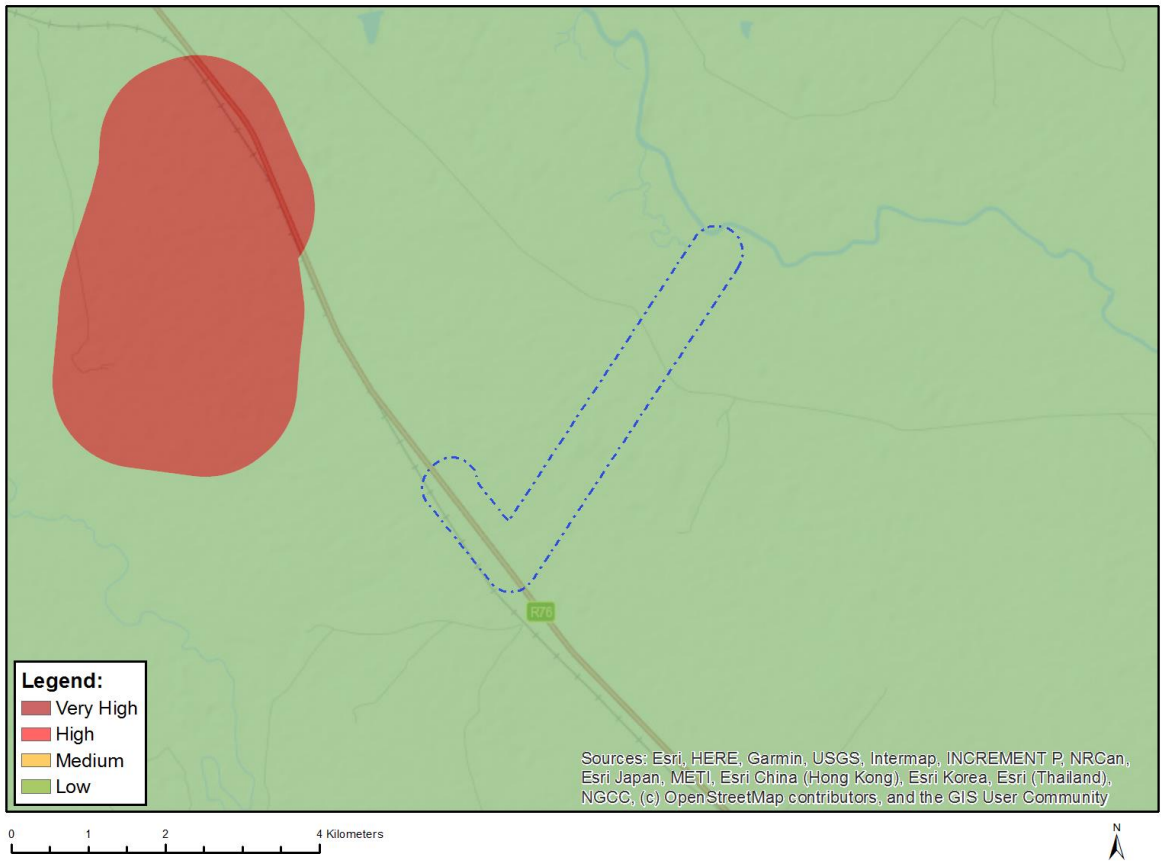 R76
Legend:
Very High
High
Medium
Low
Sources: Esri, HERE, Garmin, USGS, Intermap, INCREMENT P, NRCan,
Esri Japan, METI, Esri China (Hong Kong), Esri Korea, Esri (Thailand),
NGCC, (c) OpenStreetMap contributors, and the GIS User Community
0 1 2 4 Kilometers
N